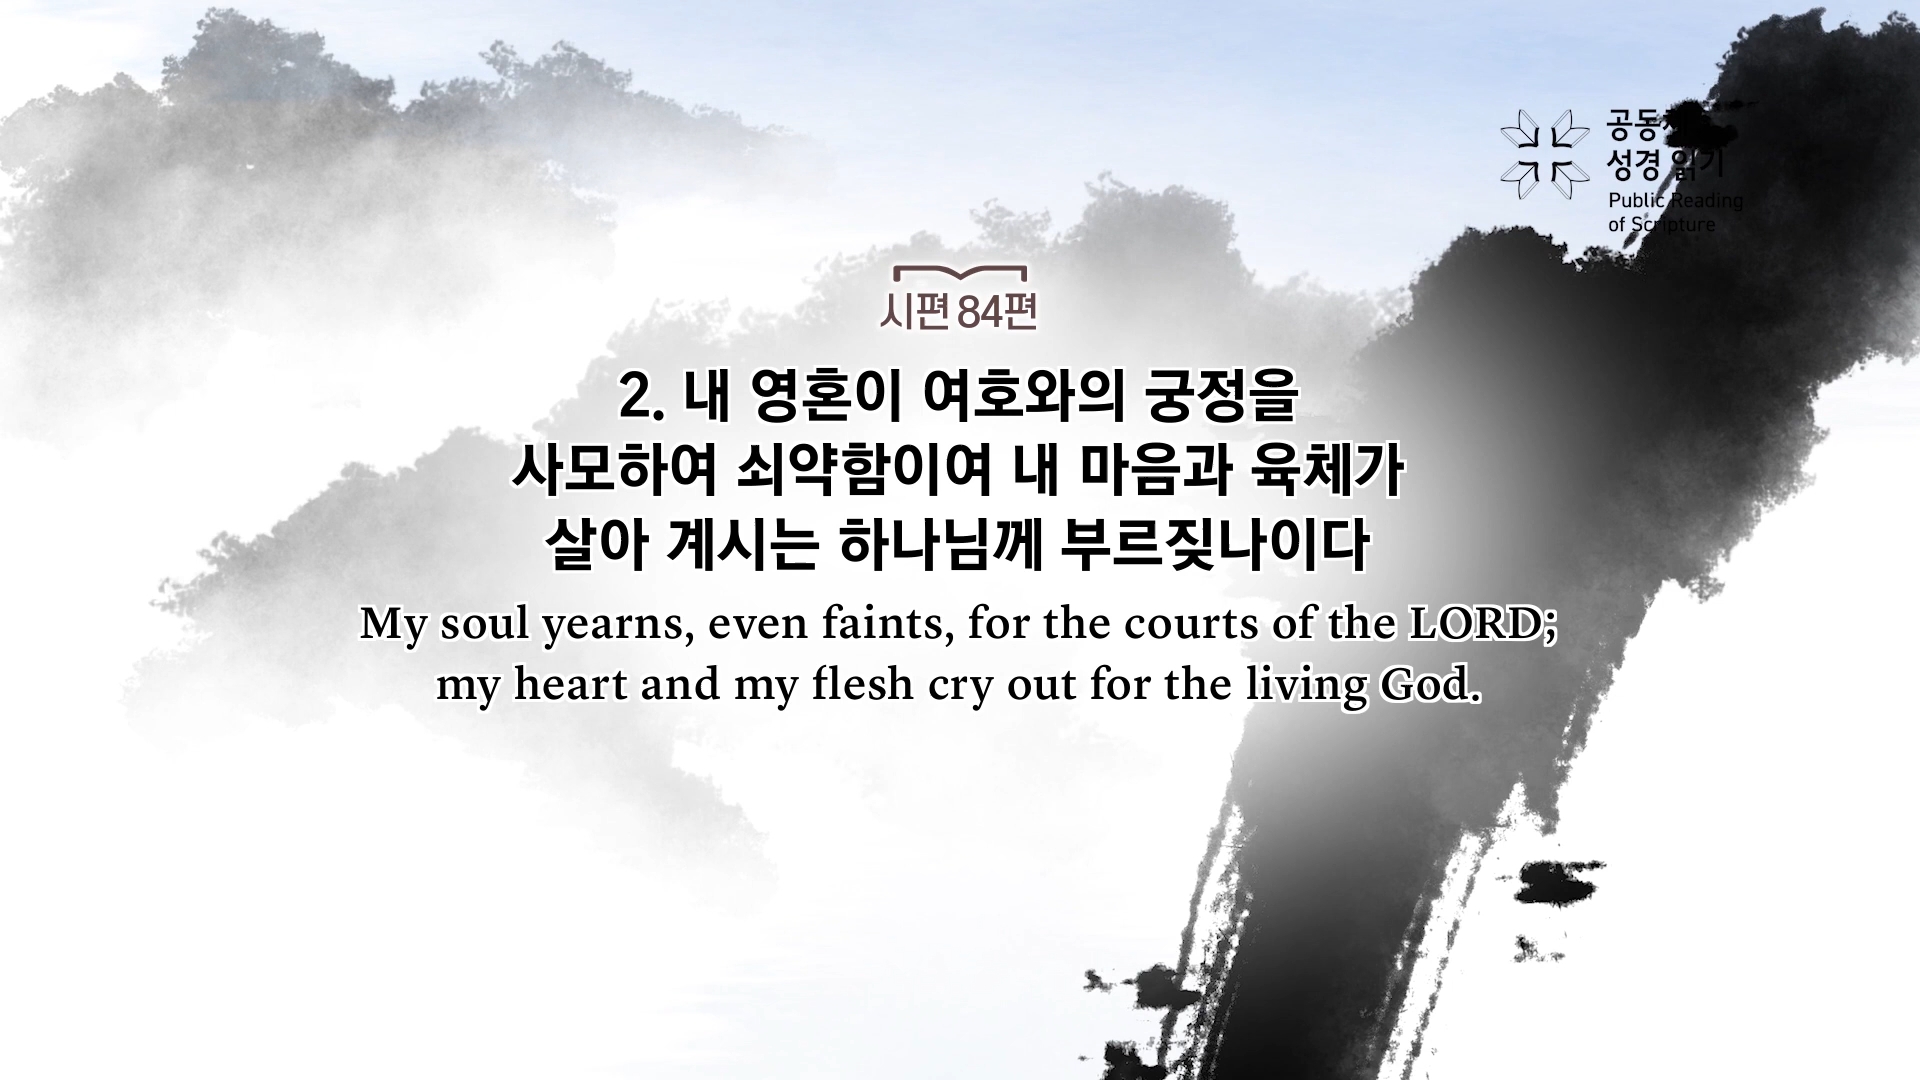 공동체
성경 읽기
Public Reading
of Scripture
시편 84편
2. 내 영혼이 여호와의 궁정을
사모하여 쇠약함이여 내 마음과 육체가
살아 계시는 하나님께 부르짖나이다
My soul yearns, even faints, for the courts of the LORD;
my heart and my flesh cry out for the living God.